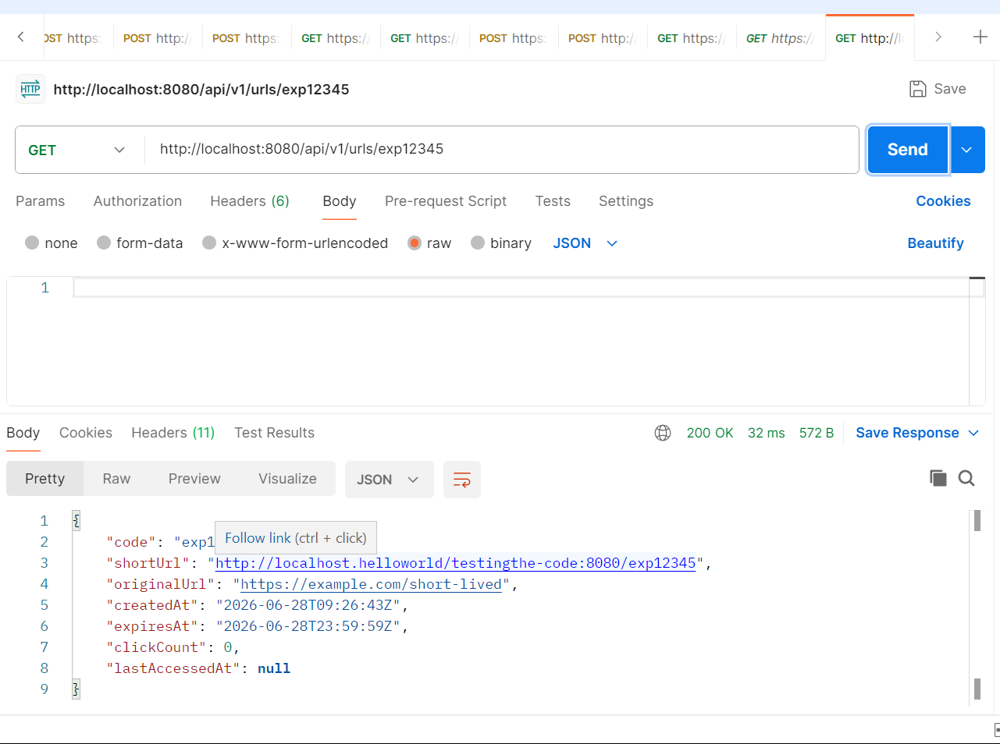 OST https: POST http:/ POST https: GET https:/ GET https:/ POST https: POST http:/ GET https:/ GET https:/ GET http://l
HTTP http://localhost:8080/api/v1/urls/exp12345 Save
GET http://localhost:8080/api/v1/urls/exp12345 Send
Params Authorization Headers (6) Body Pre-request Script Tests Settings Cookies
none form-data x-www-form-urlencoded raw binary JSON Beautify
1
Body Cookies Headers (11) Test Results 200 OK 32 ms 572 B Save Response
Pretty Raw Preview Visualize JSON
1 {
Follow link (ctrl + click)
2 "code": "exp1
3 "shortUrl": "http://localhost.helloworld/testingthe-code:8080/exp12345",
4 "originalUrl": "https://example.com/short-lived",
5 "createdAt": "2026-06-28T09:26:43Z",
6 "expiresAt": "2026-06-28T23:59:59Z",
7 "clickCount": 0,
8 "lastAccessedAt": null
9 }